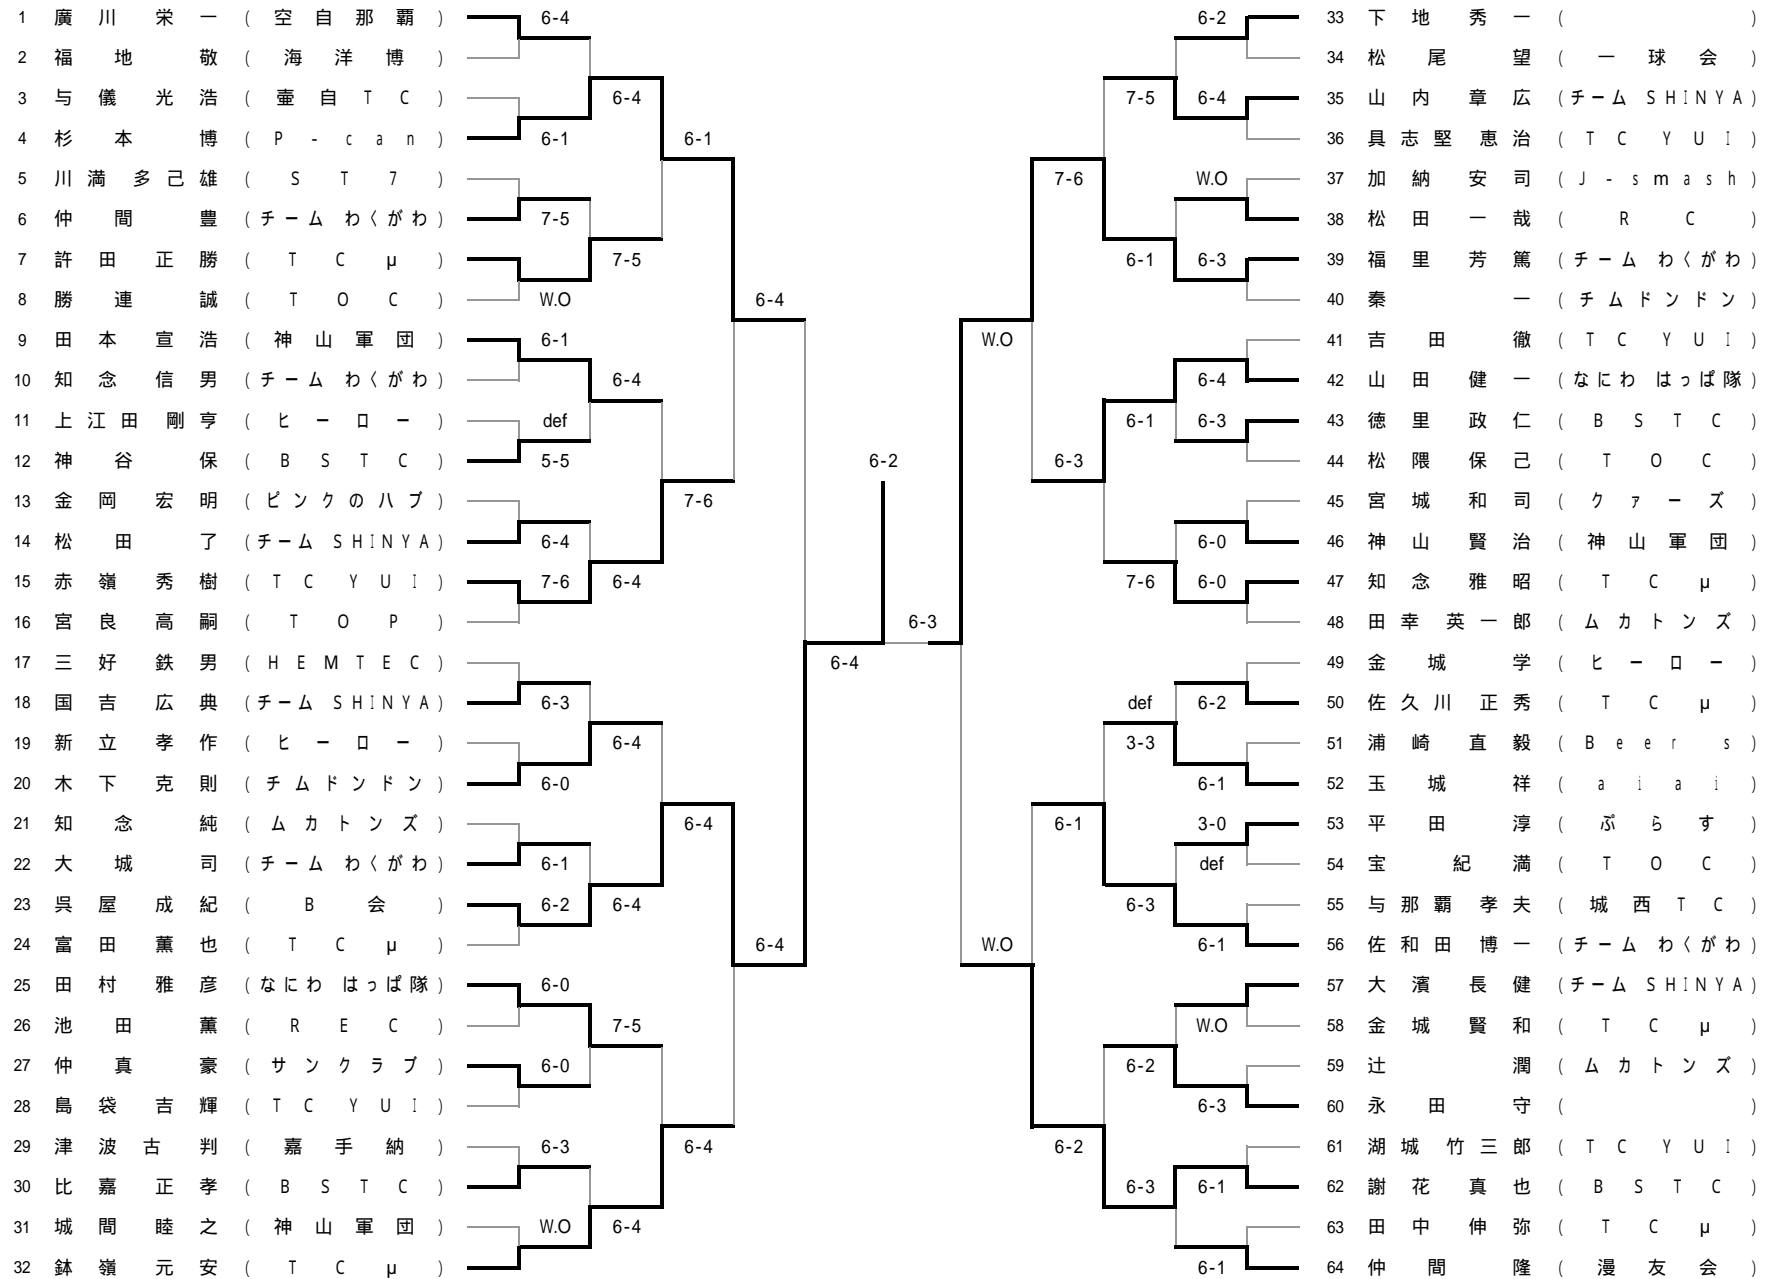 1 廣川 栄一 (空自那覇) 6-4
2 福地 敬 (海洋博)
3 与儀 光浩 (壷自TC) 6-4
4 杉本 博 (P-can) 6-1 6-1
5 川満 多己雄 (ST7)
6 仲間 豊 (チーム わくがわ) 7-5
7 許田 正勝 (TCμ) 7-5
8 勝連 誠 (TOC) W.O 6-4
9 田本 宣浩 (神山軍団) 6-1
10 知念 信男 (チーム わくがわ) 6-4
11 上江田 剛亨 (ヒーロー) def
12 神谷 保 (BSTC) 5-5
13 金岡 宏明 (ピンクのハブ) 7-6
14 松田 了 (チーム SHINYA) 6-4
15 赤嶺 秀樹 (TC YUI) 7-6 6-4
16 宮良 高嗣 (TOP)
17 三好 鉄男 (HEMTEC) 6-4
18 国吉 広典 (チーム SHINYA) 6-3
19 新立 孝作 (ヒーロー) 6-4
20 木下 克則 (チムドンドン) 6-0
21 知念 純 (ムカトンズ) 6-4
22 大城 司 (チーム わくがわ) 6-1
23 呉屋 成紀 (B会) 6-2 6-4
24 富田 薫也 (TCμ) 6-4
25 田村 雅彦 (なにわ はっぱ隊) 6-0
26 池田 薫 (REC) 7-5
27 仲真 豪 (サンクラブ) 6-0
28 島袋 吉輝 (TC YUI)
29 津波古 判 (嘉手納) 6-3 6-4
30 比嘉 正孝 (BSTC)
31 城間 睦之 (神山軍団) W.O 6-4
32 鉢嶺 元安 (TCμ)
6-2
6-3
6-2 33 下地 秀一 ( )
34 松尾 望 (一球会)
7-5 6-4 35 山内 章広 (チーム SHINYA)
36 具志堅 恵治 (TC YUI)
7-6 W.O 37 加納 安司 (J-smash)
38 松田 一哉 (RC)
6-1 6-3 39 福里 芳篤 (チーム わくがわ)
40 秦 一 (チムドンドン)
W.O 41 吉田 徹 (TC YUI)
6-4 42 山田 健一 (なにわ はっぱ隊)
6-1 6-3 43 徳里 政仁 (BSTC)
6-3 44 松隈 保己 (TOC)
45 宮城 和司 (クァーズ)
6-0 46 神山 賢治 (神山軍団)
7-6 6-0 47 知念 雅昭 (TCμ)
48 田幸 英一郎 (ムカトンズ)
49 金城 学 (ヒーロー)
def 6-2 50 佐久川 正秀 (TCμ)
3-3 51 浦崎 直毅 (Beer s)
6-1 52 玉城 祥 (aiai)
6-1 3-0 53 平田 淳 (ぷらす)
def 54 宝 紀満 (TOC)
6-3 55 与那覇 孝夫 (城西TC)
W.O 6-1 56 佐和田 博一 (チーム わくがわ)
57 大濱 長健 (チーム SHINYA)
W.O 58 金城 賢和 (TCμ)
6-2 59 辻 潤 (ムカトンズ)
6-3 60 永田 守 ( )
6-2 61 湖城 竹三郎 (TC YUI)
6-3 6-1 62 謝花 真也 (BSTC)
63 田中 伸弥 (TCμ)
6-1 64 仲間 隆 (漫友会)